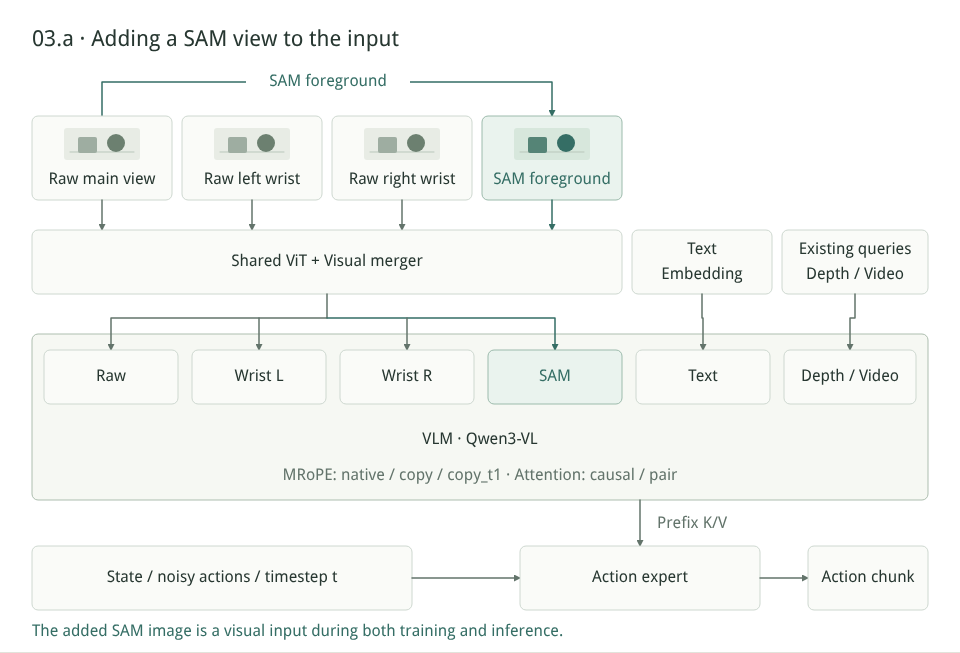 03.a · Adding a SAM view to the input
SAM foreground
Raw main view
Raw left wrist
Raw right wrist
SAM foreground
Shared ViT + Visual merger
Text
Embedding
Existing queries
Depth / Video
Raw
Wrist L
Wrist R
SAM
Text
Depth / Video
VLM · Qwen3-VL
MRoPE: native / copy / copy_t1 · Attention: causal / pair
Prefix K/V
State / noisy actions / timestep t
Action expert
Action chunk
The added SAM image is a visual input during both training and inference.